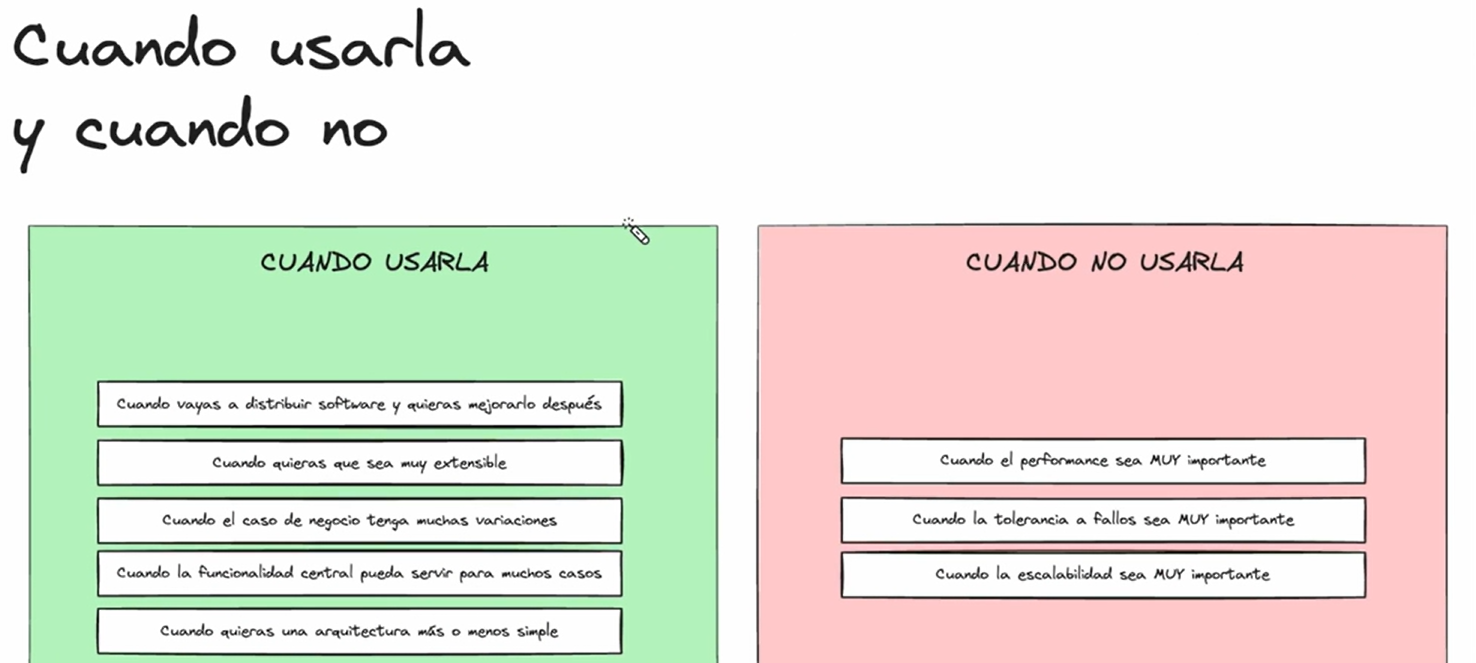 Cuando usarla
y cuando no
CUANDO USARLA
Cuando vayas a distribuir software y quieras mejorarlo después
Cuando quieras que sea muy extensible
Cuando el caso de negocio tenga muchas variaciones
Cuando la funcionalidad central pueda servir para muchos casos
Cuando quieras una arquitectura más o menos simple
CUANDO NO USARLA
Cuando el performance sea MUY importante
Cuando la tolerancia a fallos sea MUY importante
Cuando la escalabilidad sea MUY importante